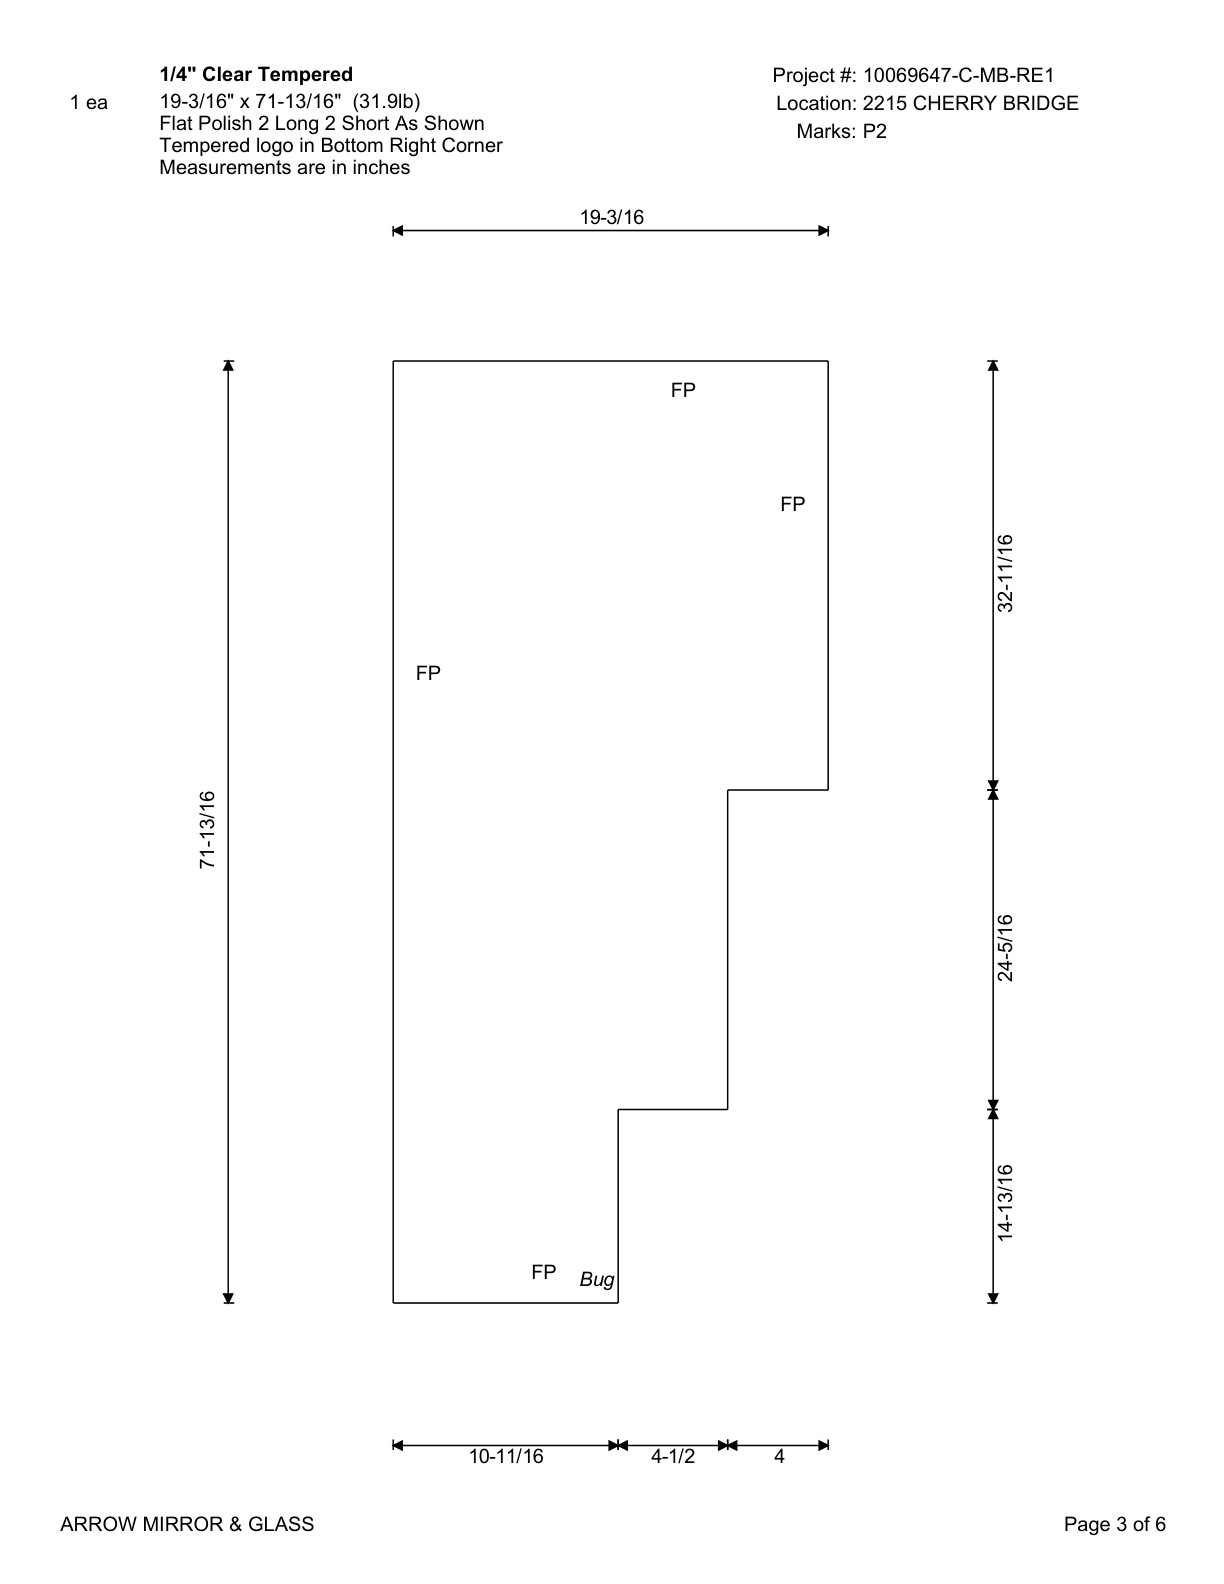 1/4" Clear Tempered
1 ea
19-3/16" x 71-13/16" (31.9lb)
Flat Polish 2 Long 2 Short As Shown
Tempered logo in Bottom Right Corner
Measurements are in inches
Project #: 10069647-C-MB-RE1
Location: 2215 CHERRY BRIDGE
Marks: P2
19-3/16
FP
FP
32-11/16
FP
71-13/16
24-5/16
14-13/16
FP
Bug
10-11/16
4-1/2
4
ARROW MIRROR & GLASS
Page 3 of 6